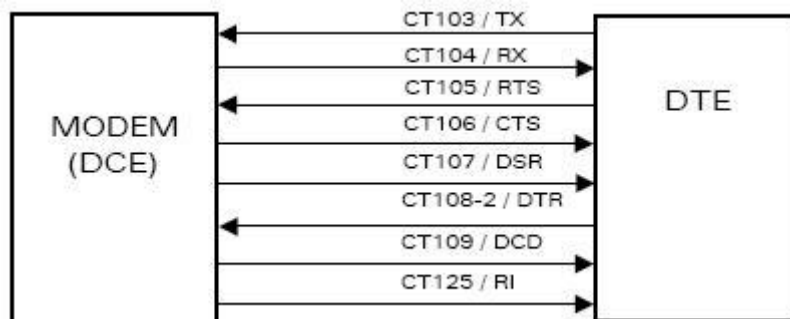 CT103 / TX
CT104 / RX
CT105 / RTS
CT106 / CTS
CT107 / DSR
CT108-2 / DTR
CT109 / DCD
CT125 / RI
MODEM
(DCE)
DTE